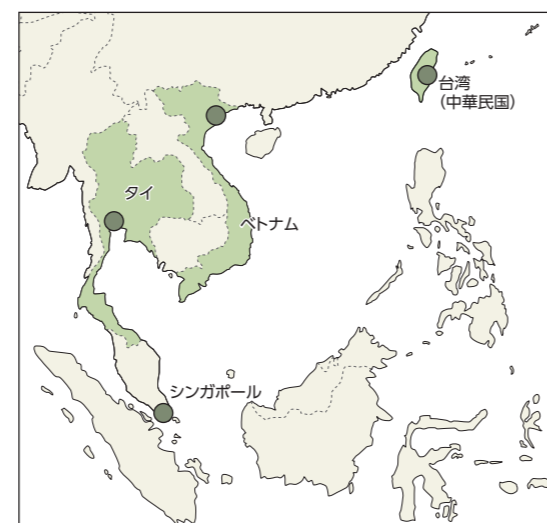 台湾
(中華民国)
タイ
ベトナム
シンガポール